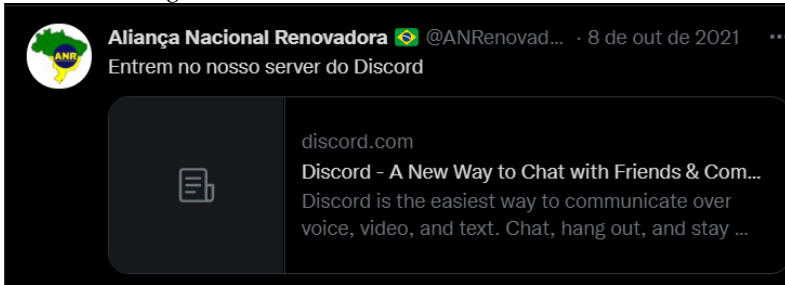 Aliança Nacional Renovadora 🇧🇷 @ANRenovad... · 8 de out de 2021 ···
Entrem no nosso server do Discord
ANR
discord.com
Discord - A New Way to Chat with Friends & Com...
Discord is the easiest way to communicate over
voice, video, and text. Chat, hang out, and stay ...